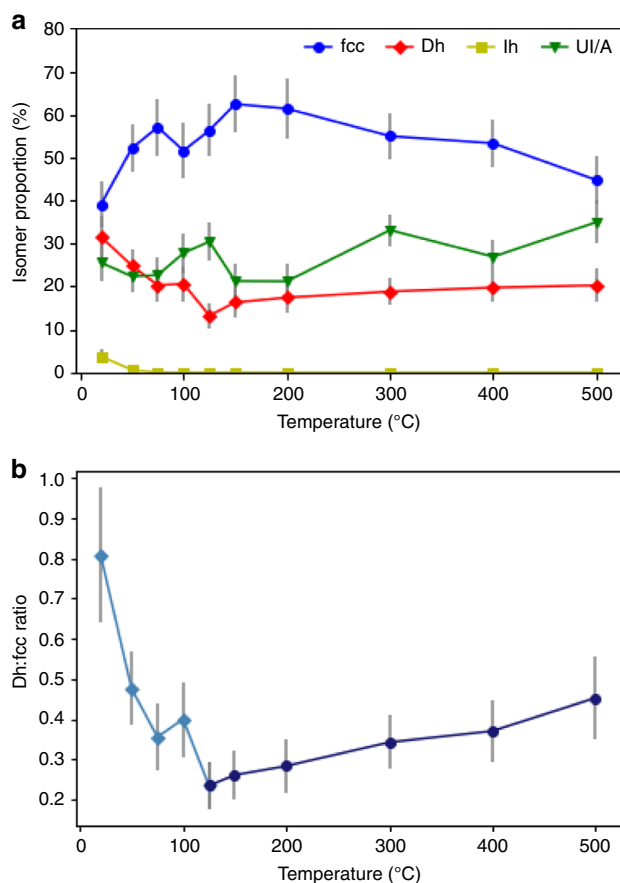 a
80
fcc Dh Ih UI/A
70
60
50
40
30
20
10
0
Isomer proportion (%)
0 100 200 300 400 500
Temperature (°C)
b
1.0
0.9
0.8
0.7
0.6
0.5
0.4
0.3
0.2
Dh:fcc ratio
0 100 200 300 400 500
Temperature (°C)